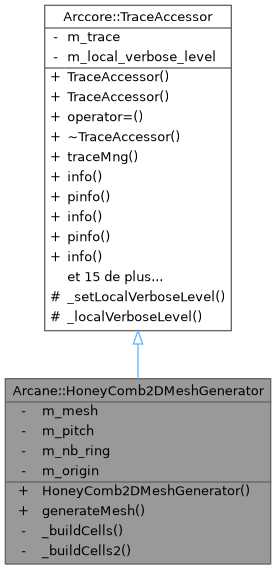 Arccore::TraceAccessor
- m_trace
- m_local_verbose_level
+ TraceAccessor()
+ TraceAccessor()
+ operator=()
+ ~TraceAccessor()
+ traceMng()
+ info()
+ pinfo()
+ info()
+ pinfo()
+ info()
et 15 de plus...
# _setLocalVerboseLevel()
# _localVerboseLevel()
Arcane::HoneyComb2DMeshGenerator
- m_mesh
- m_pitch
- m_nb_ring
- m_origin
+ HoneyComb2DMeshGenerator()
+ generateMesh()
- _buildCells()
- _buildCells2()